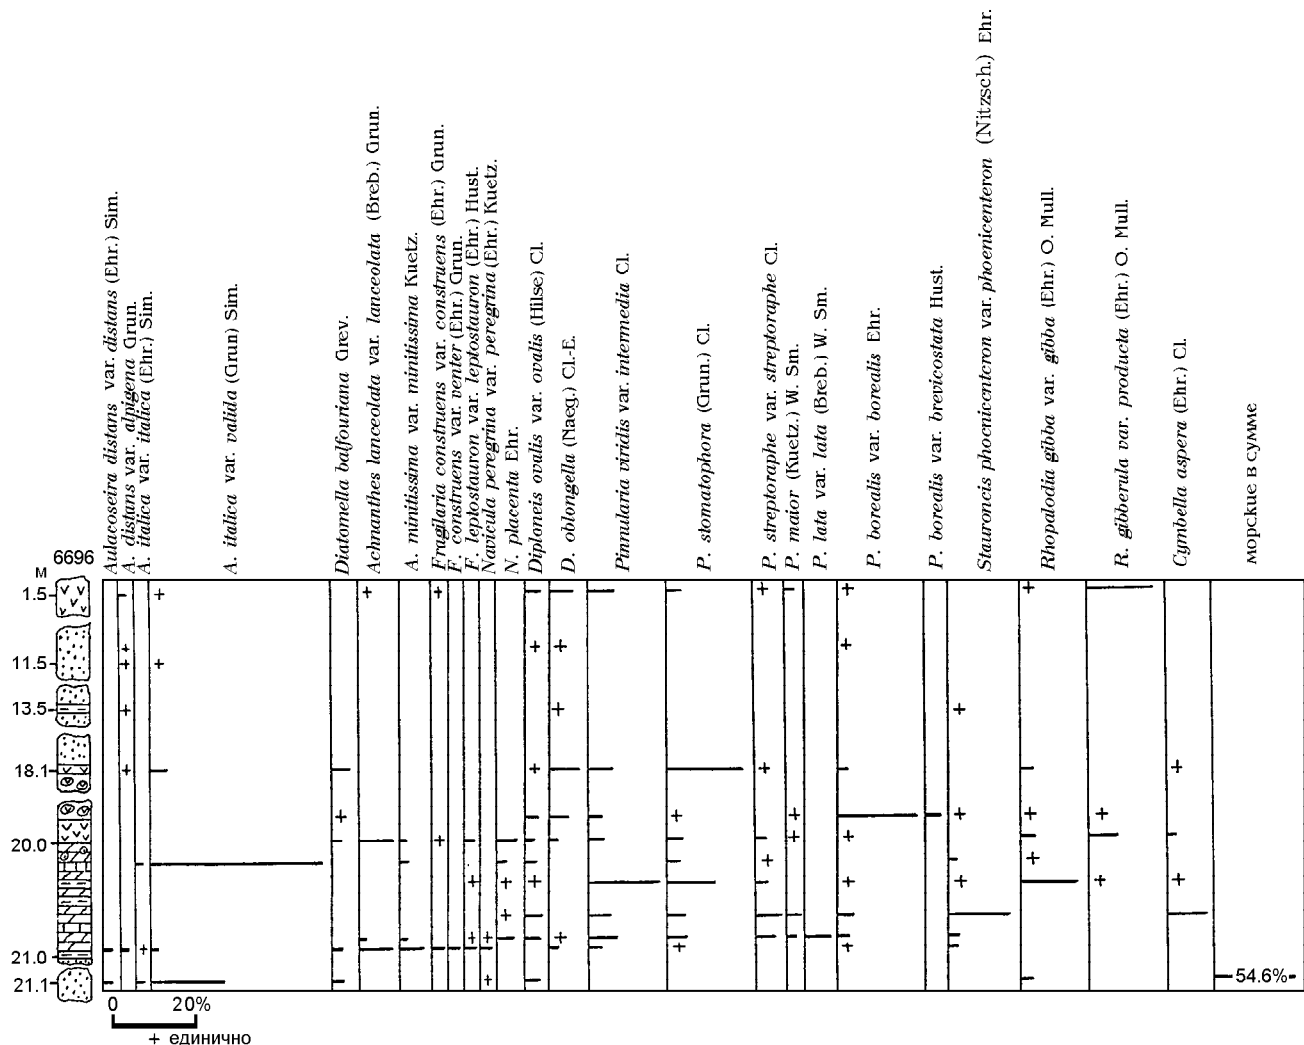 Aulacoseira distans var. distans (Ehr.) Sim.
A. distans var. alpigena Grun.
A. italica var. italica (Ehr.) Sim.
A. italica var. valida (Grun) Sim.
Diatomella balfouriana Grev.
Achnanthes lanceolata var. lanceolata (Breb.) Grun.
A. minitissima var. minitissima Kuetz.
Fragilaria construens var. construens (Ehr.) Grun.
F. construens var. venter (Ehr.) Grun.
F. leptostauron var. leptostauron (Ehr.) Hust.
Navicula peregrina var. peregrina (Ehr.) Kuetz.
N. placenta Ehr.
Diploneis ovalis var. ovalis (Hilse) Cl.
D. oblongella (Naeg.) Cl.-E.
Pinnularia viridis var. intermedia Cl.
P. stomatophora (Grun.) Cl.
P. streptoraphe var. streptoraphe Cl.
P. maior (Kuetz.) W. Sm.
P. lata var. lata (Breb.) W. Sm.
P. borealis var. borealis Ehr.
P. borealis var. brevicostata Hust.
Stauroncis phoenicenteron var. phoenicenteron (Nitzsch.) Ehr.
Rhopalodia gibba var. gibba (Ehr.) O. Mull.
R. gibberula var. producta (Ehr.) O. Mull.
Cymbella aspera (Ehr.) Cl.
морские в сумме
6696
м
1.5
11.5
13.5
18.1
20.0
21.0
21.1
54.6%
0 20%
+ единично